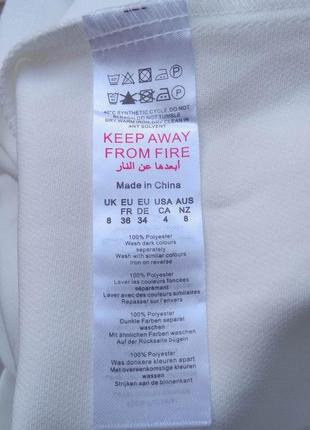 40°C SYNTHETIC CYCLE DO NOT
BLEACH DO NOT TUMBLE
DRY WARM IRON DRY CLEAN IN
ANY SOLVENT
KEEP AWAY
FROM FIRE
أبعدها عن النار
Made in China
UK EU EU USA AUS
FR DE CA NZ
8 36 34 4 8
100% Polyester
Wash dark colours
separately
Wash with similar colours
Iron on reverse
100% Polyester
Laver les couleurs foncées
séparément
Laver avec des couleurs similaires
Repasser sur l'envers
100% Polyester
Dunkle Farben separat
waschen
Mit ähnlichen Farben waschen
Auf der Rückseite bügeln
100% Polyester
Was donkere kleuren apart
Met overeenkomstige kleuren
wassen
Strijken aan de binnenkant